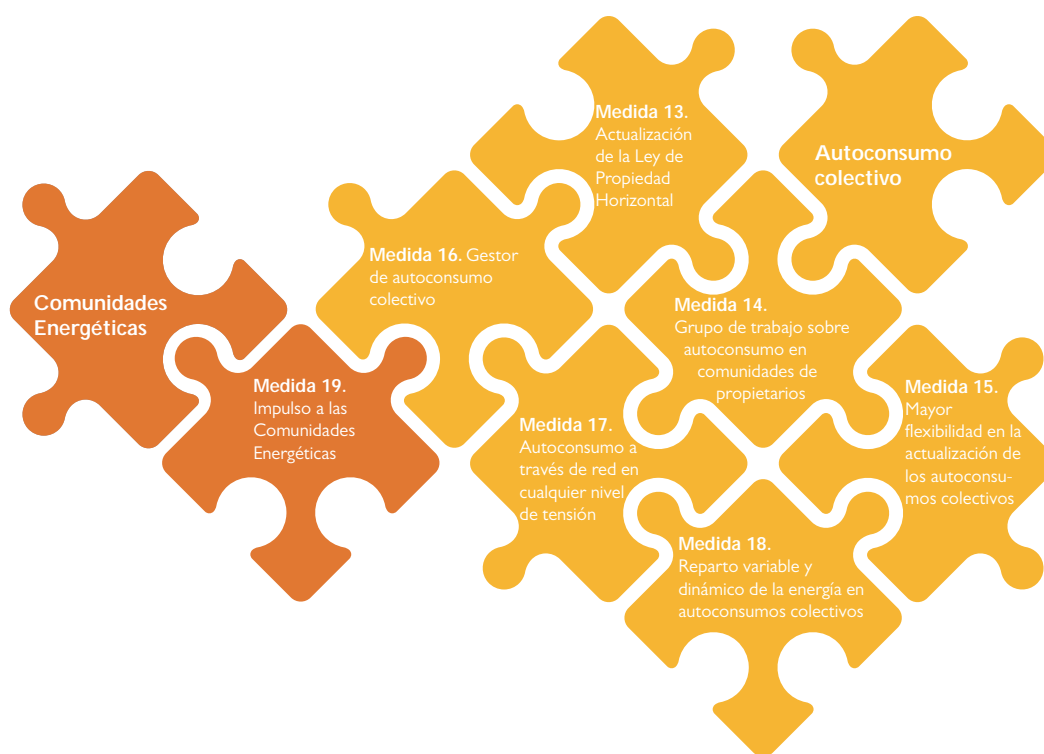 Medida 13.
Actualización
de la Ley de
Propiedad
Horizontal
Autoconsumo
colectivo
Medida 16. Gestor
de autoconsumo
colectivo
Comunidades
Energéticas
Medida 14.
Grupo de trabajo sobre
autoconsumo en
comunidades de
propietarios
Medida 19.
Impulso a las
Comunidades
Energéticas
Medida 15.
Mayor
flexibilidad en la
actualización de
los autoconsu-
mos colectivos
Medida 17.
Autoconsumo a
través de red en
cualquier nivel
de tensión
Medida 18.
Reparto variable y
dinámico de la energía en
autoconsumos colectivos